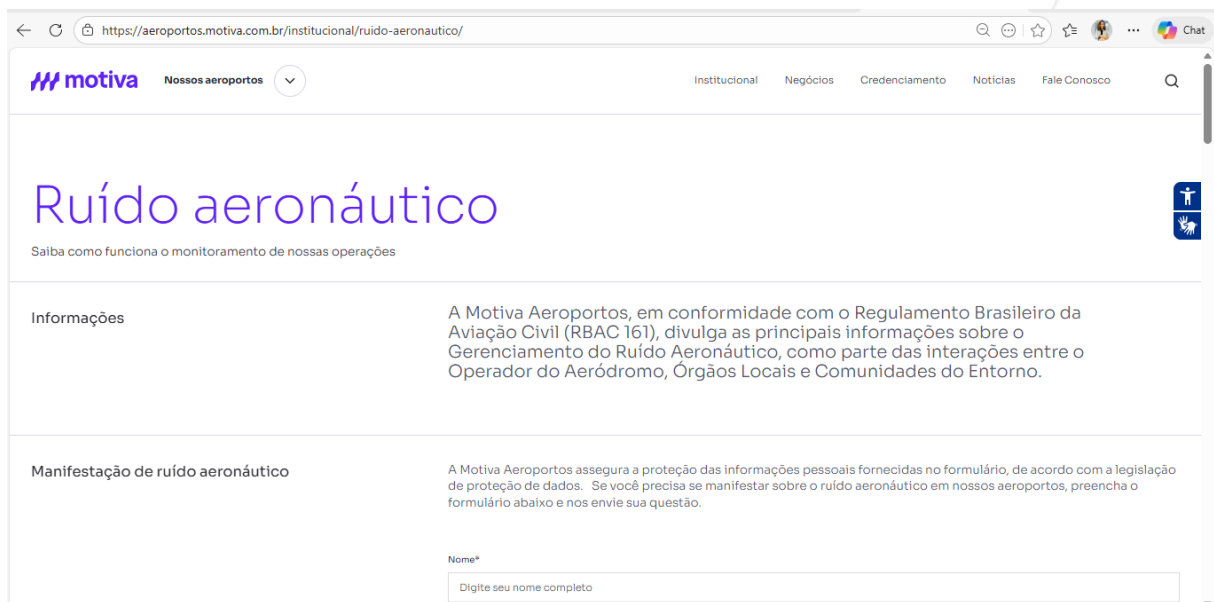 https://aeroportos.motiva.com.br/institucional/ruido-aeronautico/
Chat
motiva
Nossos aeroportos
Institucional
Negócios
Credenciamento
Notícias
Fale Conosco
Ruído aeronáutico
Saiba como funciona o monitoramento de nossas operações
Informações
A Motiva Aeroportos, em conformidade com o Regulamento Brasileiro da
Aviação Civil (RBAC 161), divulga as principais informações sobre o
Gerenciamento do Ruído Aeronáutico, como parte das interações entre o
Operador do Aeródromo, Órgãos Locais e Comunidades do Entorno.
Manifestação de ruído aeronáutico
A Motiva Aeroportos assegura a proteção das informações pessoais fornecidas no formulário, de acordo com a legislação
de proteção de dados.   Se você precisa se manifestar sobre o ruído aeronáutico em nossos aeroportos, preencha o
formulário abaixo e nos envie sua questão.
Nome*
Digite seu nome completo